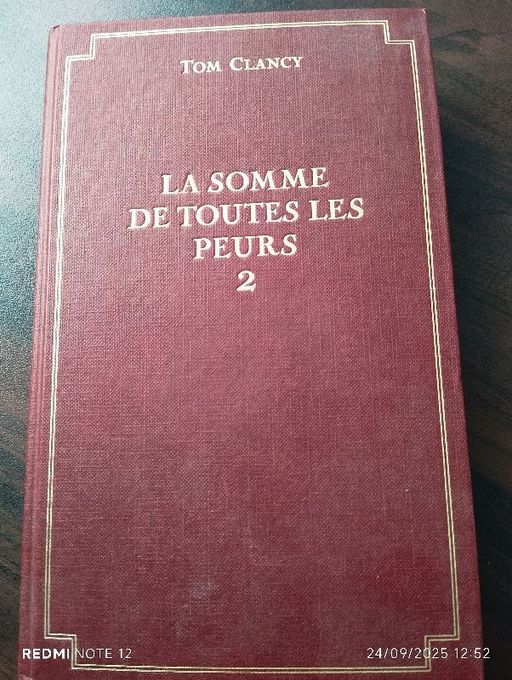 TOM CLANCY
LA SOMME
DE TOUTES LES
PEURS
2
REDMI NOTE 12
24/09/2025 12:52